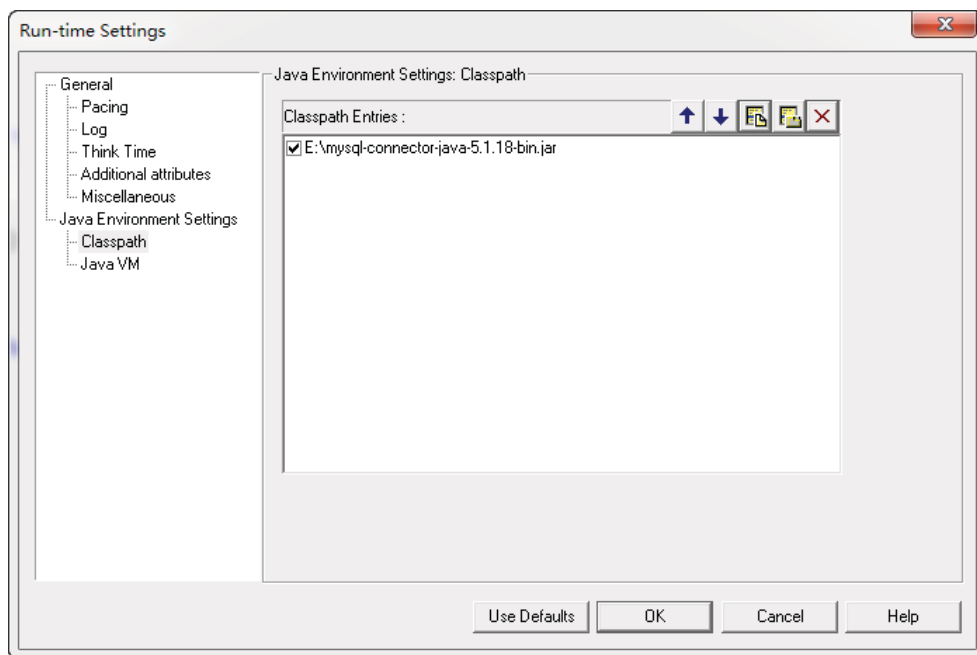 Run-time Settings
General
Pacing
Log
Think Time
Additional attributes
Miscellaneous
Java Environment Settings
Classpath
Java VM
Java Environment Settings: Classpath
Classpath Entries :
E:\mysql-connector-java-5.1.18-bin.jar
Use Defaults
OK
Cancel
Help